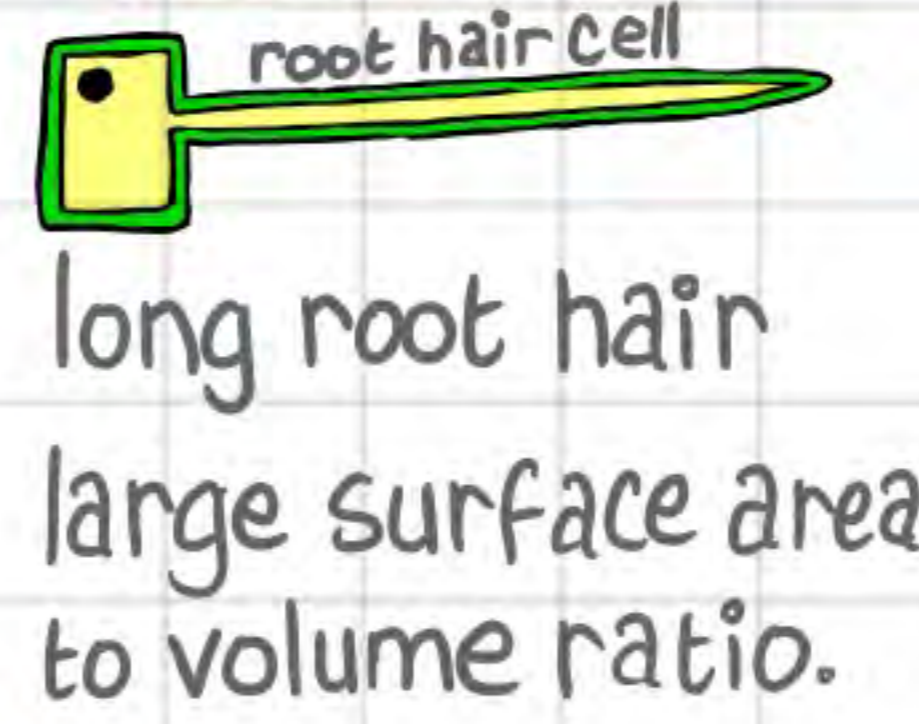 root hair cell
long root hair
large surface area
to volume ratio.